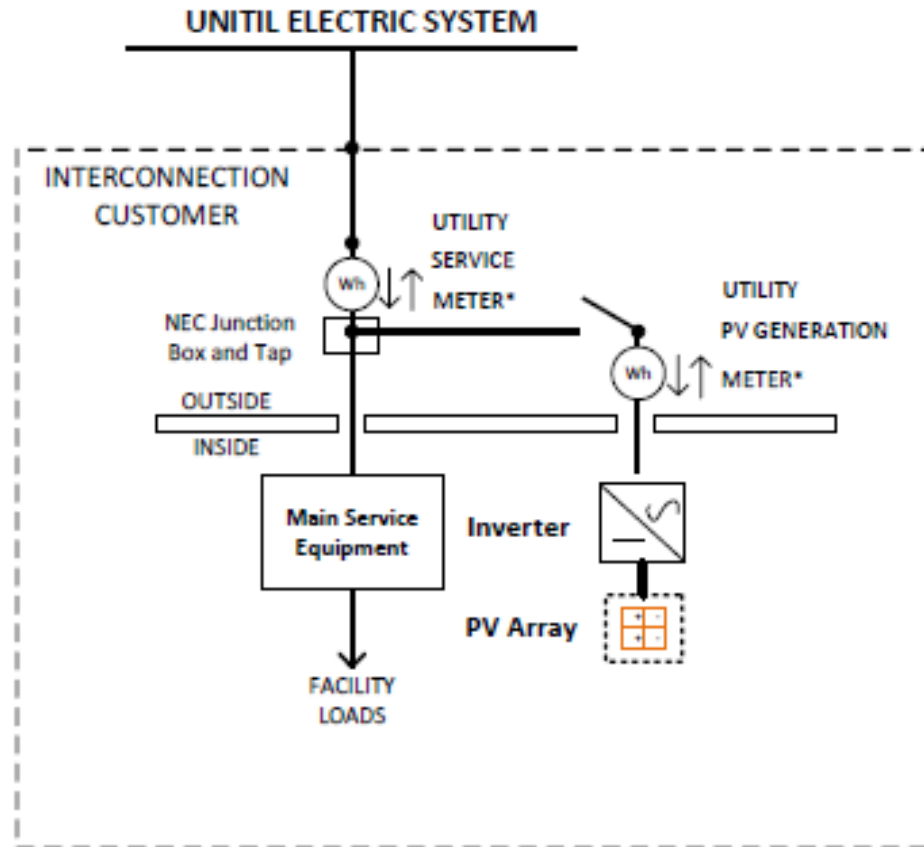 UNITIL ELECTRIC SYSTEM
INTERCONNECTION
CUSTOMER
UTILITY
SERVICE
METER*
Wh
NEC Junction
Box and Tap
UTILITY
PV GENERATION
METER*
Wh
OUTSIDE
INSIDE
Main Service
Equipment
Inverter
PV Array
+ -
+ -
FACILITY
LOADS